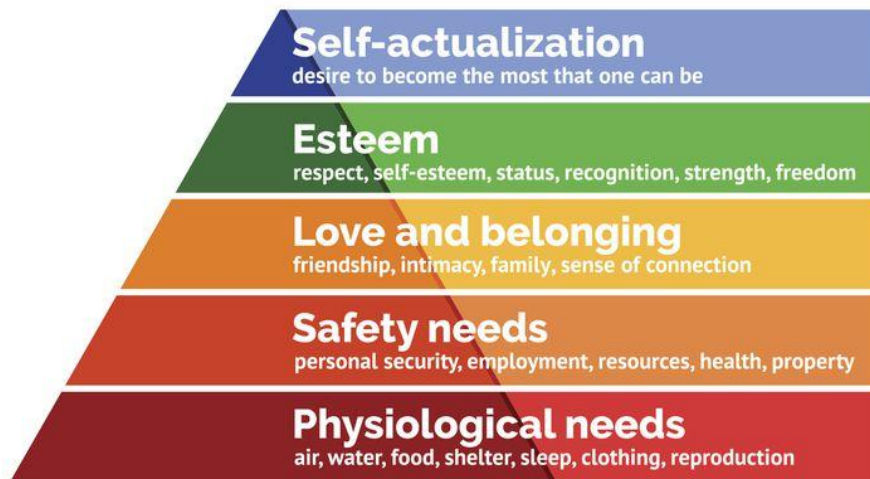 Self-actualization
desire to become the most that one can be
Esteem
respect, self-esteem, status, recognition, strength, freedom
Love and belonging
friendship, intimacy, family, sense of connection
Safety needs
personal security, employment, resources, health, property
Physiological needs
air, water, food, shelter, sleep, clothing, reproduction